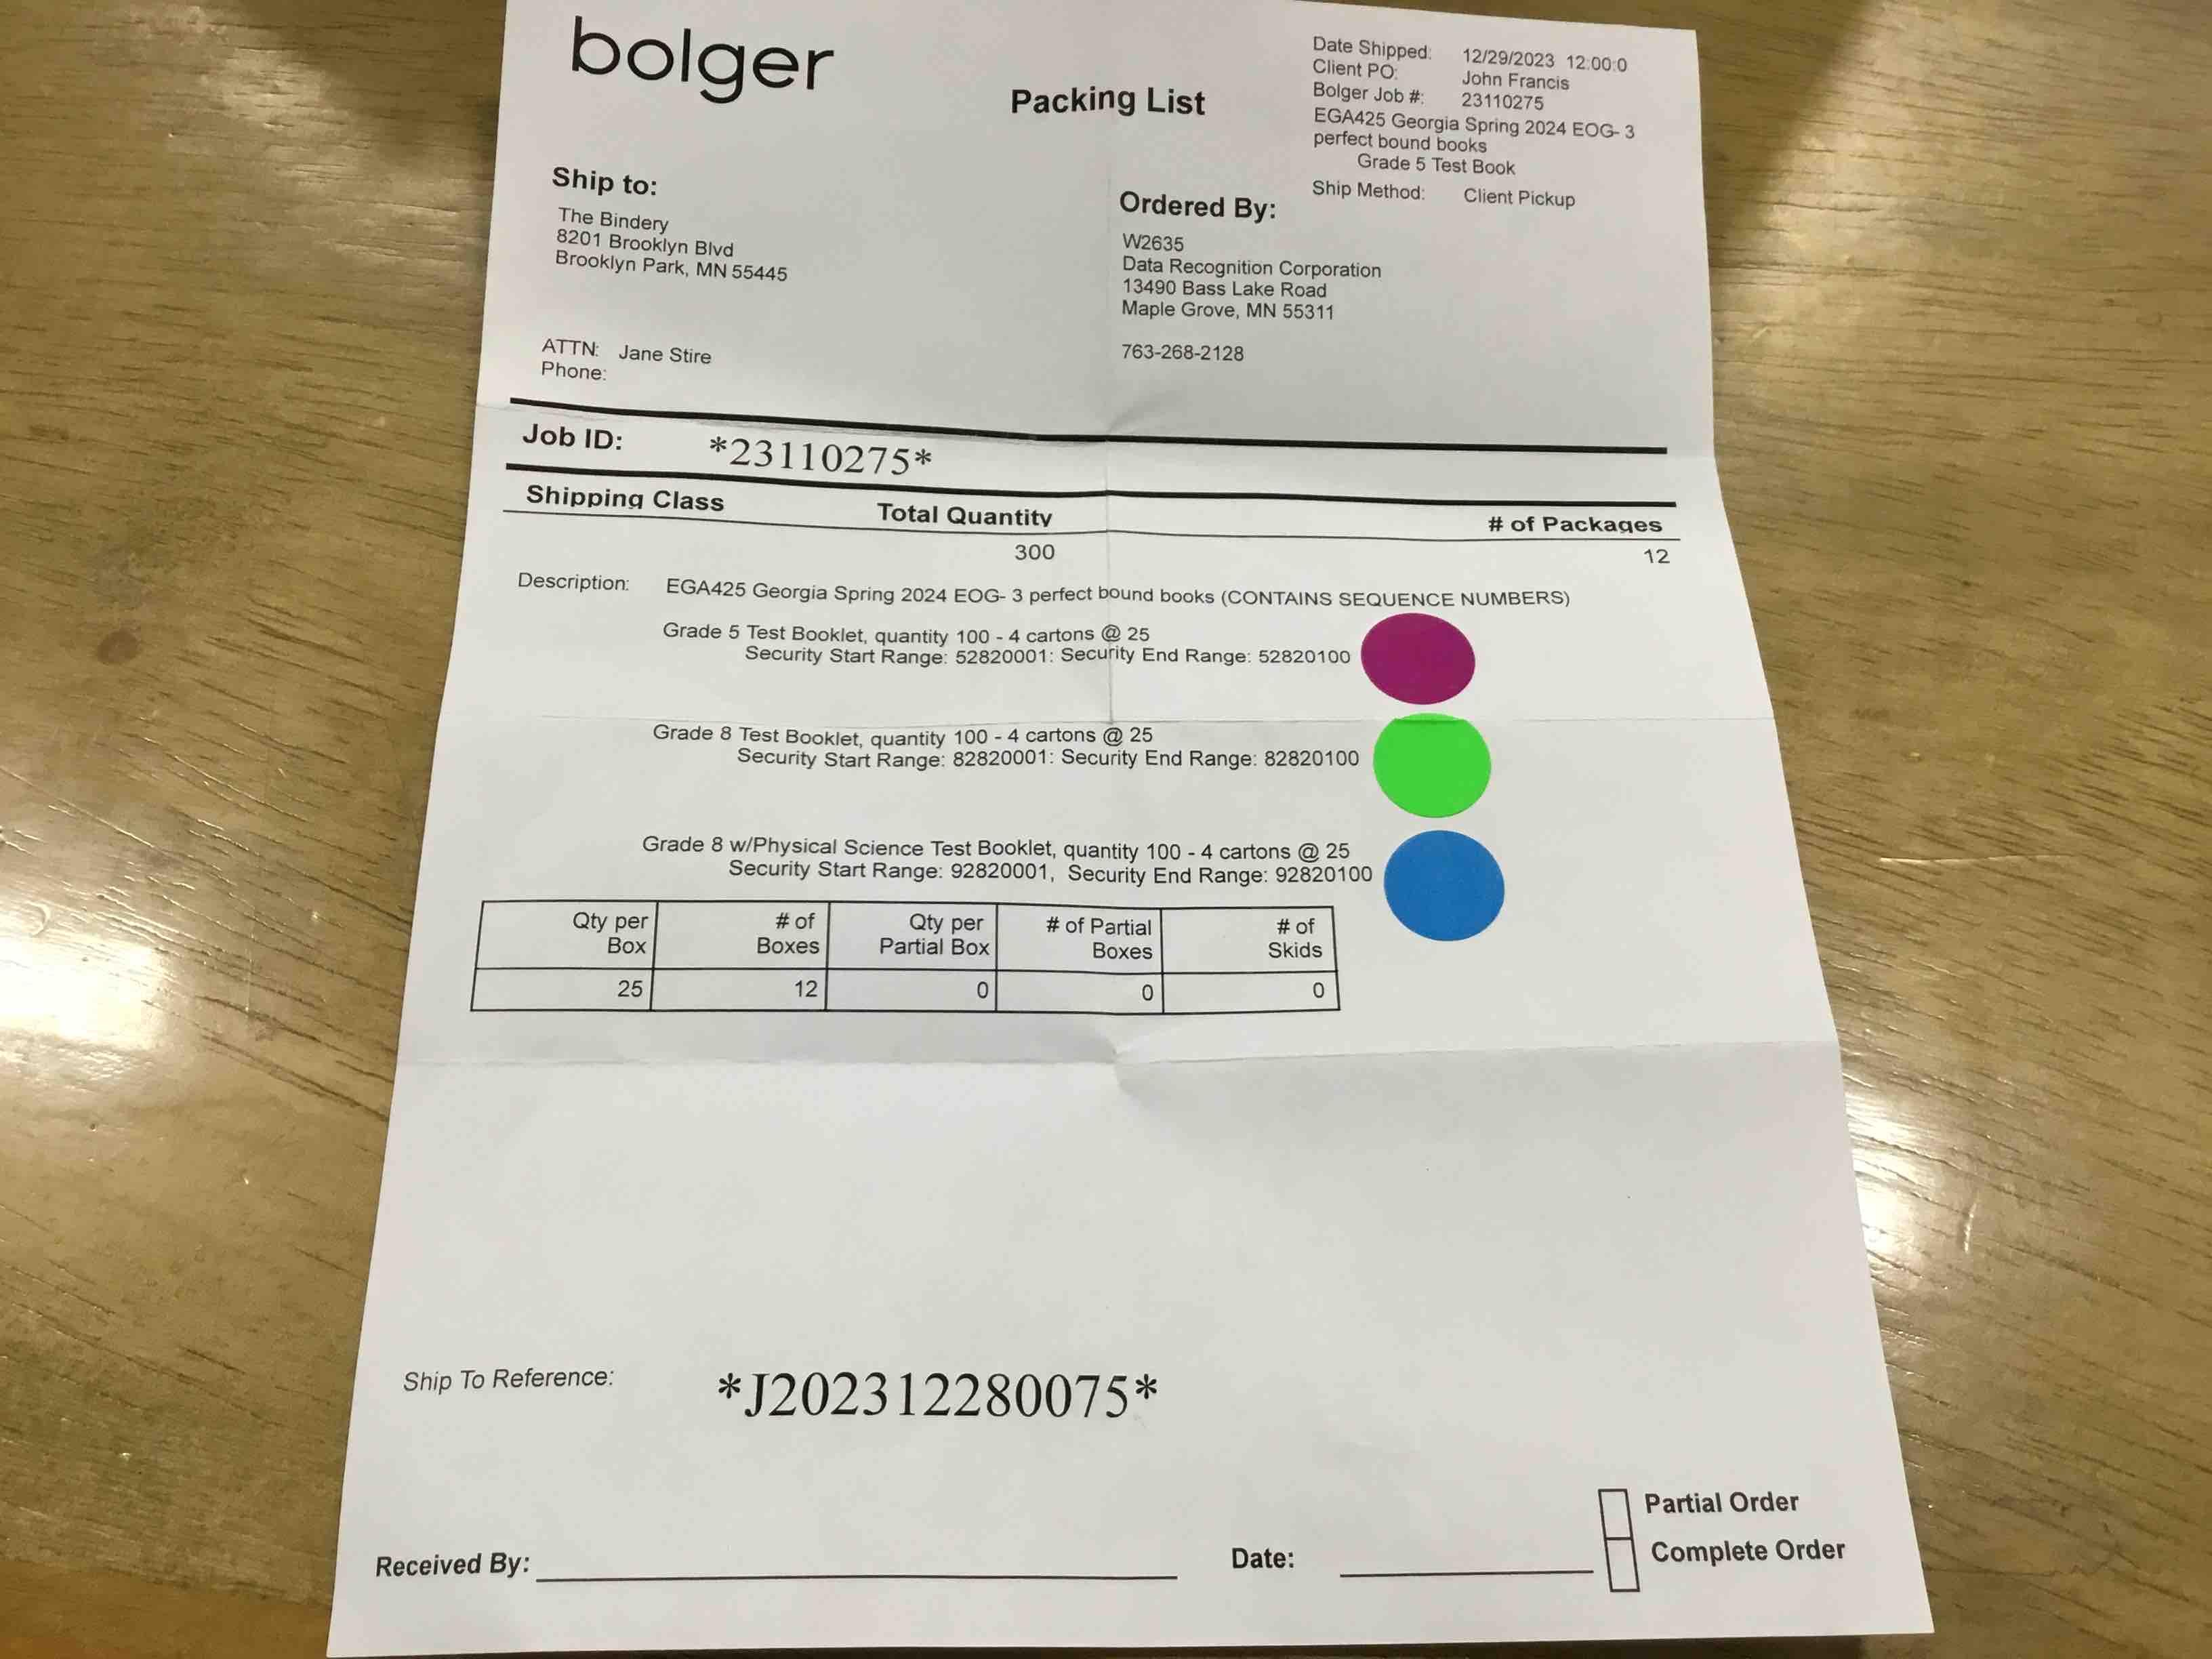 bolger
Packing List
Date Shipped: 12/29/2023 12:00:0
Client PO: John Francis
Bolger Job #: 23110275
EGA425 Georgia Spring 2024 EOG- 3
perfect bound books
Grade 5 Test Book
Ship Method: Client Pickup
Ship to:
The Bindery
8201 Brooklyn Blvd
Brooklyn Park, MN 55445
ATTN: Jane Stire
Phone:
Ordered By:
W2635
Data Recognition Corporation
13490 Bass Lake Road
Maple Grove, MN 55311
763-268-2128
Job ID: *23110275*
Shipping Class Total Quantity # of Packages
300 12
Description: EGA425 Georgia Spring 2024 EOG- 3 perfect bound books (CONTAINS SEQUENCE NUMBERS)
Grade 5 Test Booklet, quantity 100 - 4 cartons @ 25
Security Start Range: 52820001: Security End Range: 52820100
Grade 8 Test Booklet, quantity 100 - 4 cartons @ 25
Security Start Range: 82820001: Security End Range: 82820100
Grade 8 w/Physical Science Test Booklet, quantity 100 - 4 cartons @ 25
Security Start Range: 92820001, Security End Range: 92820100
Qty per Box # of Boxes Qty per Partial Box # of Partial Boxes # of Skids
25 12 0 0 0
Ship To Reference: *J202312280075*
Partial Order
Complete Order
Received By: Date: